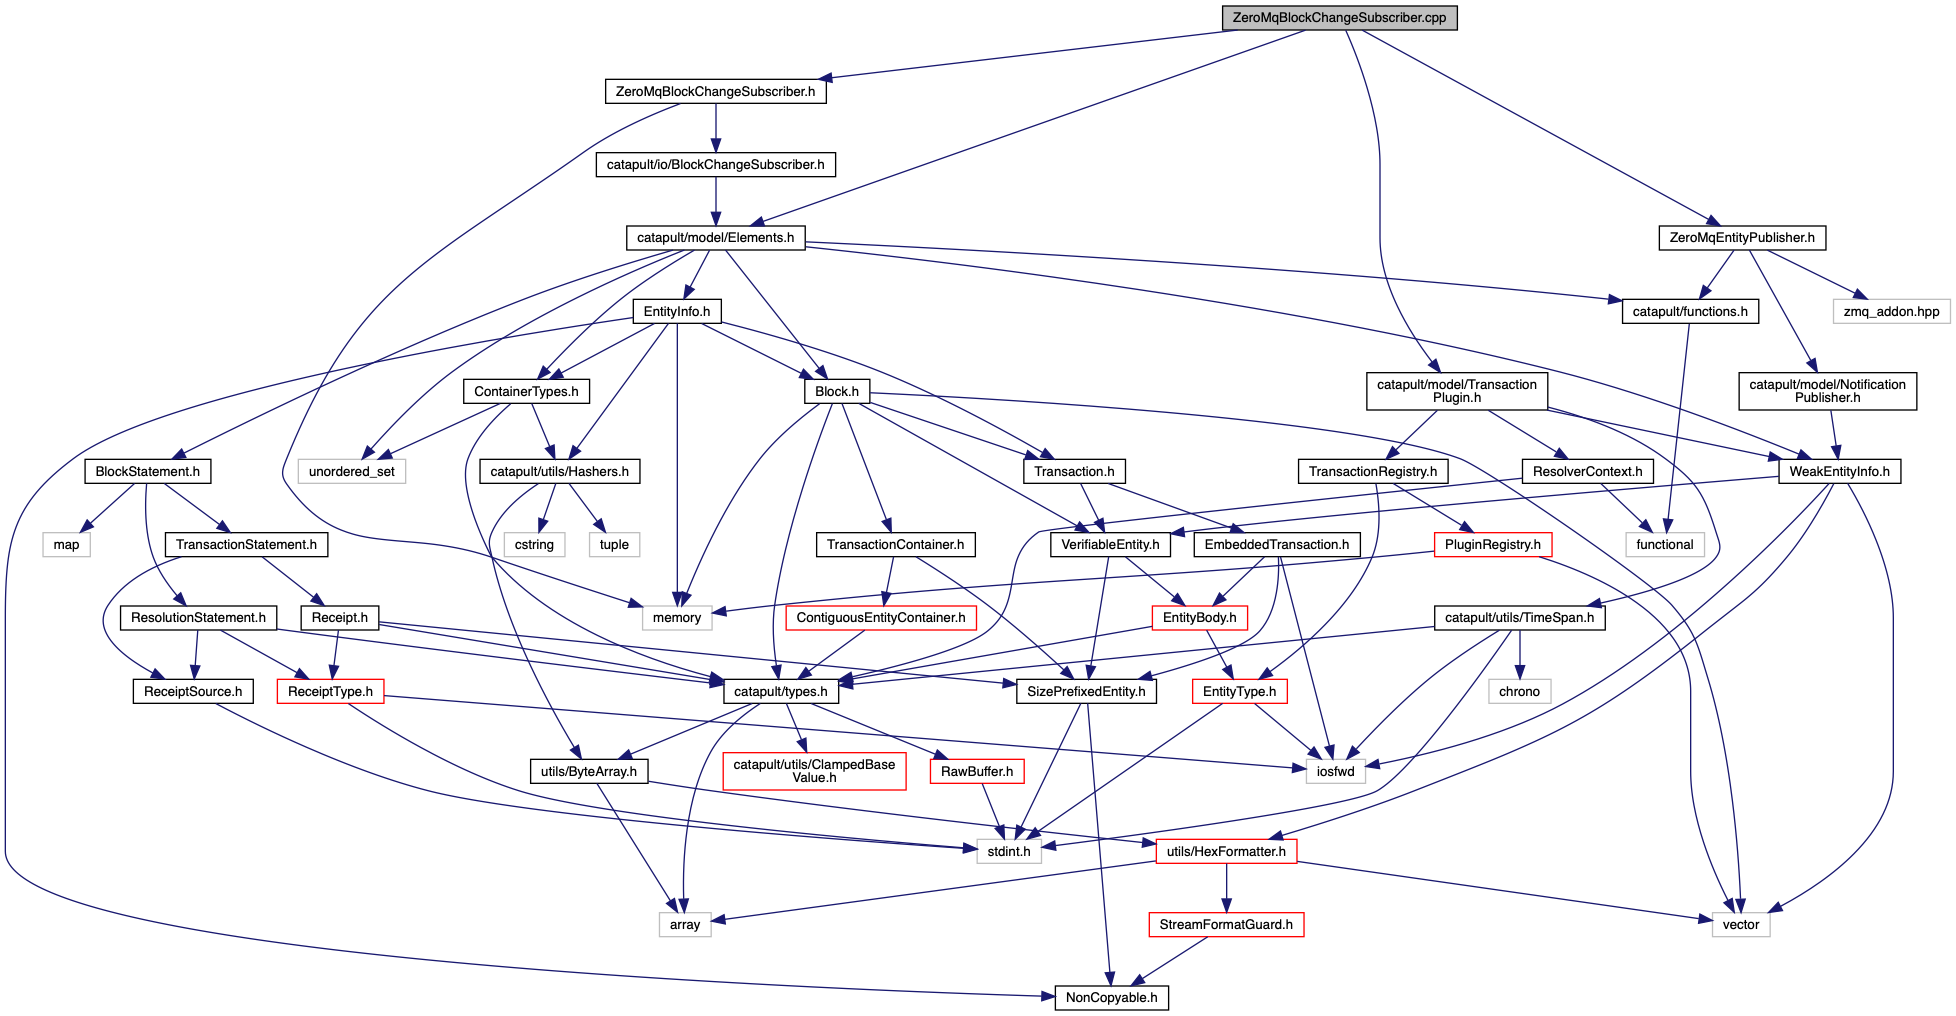 ZeroMqBlockChangeSubscriber.cpp
ZeroMqBlockChangeSubscriber.h
catapult/io/BlockChangeSubscriber.h
catapult/model/Elements.h
ZeroMqEntityPublisher.h
EntityInfo.h
catapult/functions.h
zmq_addon.hpp
ContainerTypes.h
Block.h
catapult/model/Transaction
Plugin.h
catapult/model/Notification
Publisher.h
BlockStatement.h
unordered_set
catapult/utils/Hashers.h
Transaction.h
TransactionRegistry.h
ResolverContext.h
WeakEntityInfo.h
map
TransactionStatement.h
cstring
tuple
TransactionContainer.h
VerifiableEntity.h
EmbeddedTransaction.h
PluginRegistry.h
functional
ResolutionStatement.h
Receipt.h
memory
ContiguousEntityContainer.h
EntityBody.h
catapult/utils/TimeSpan.h
ReceiptSource.h
ReceiptType.h
catapult/types.h
SizePrefixedEntity.h
EntityType.h
chrono
utils/ByteArray.h
catapult/utils/ClampedBase
Value.h
RawBuffer.h
iosfwd
stdint.h
utils/HexFormatter.h
array
StreamFormatGuard.h
vector
NonCopyable.h